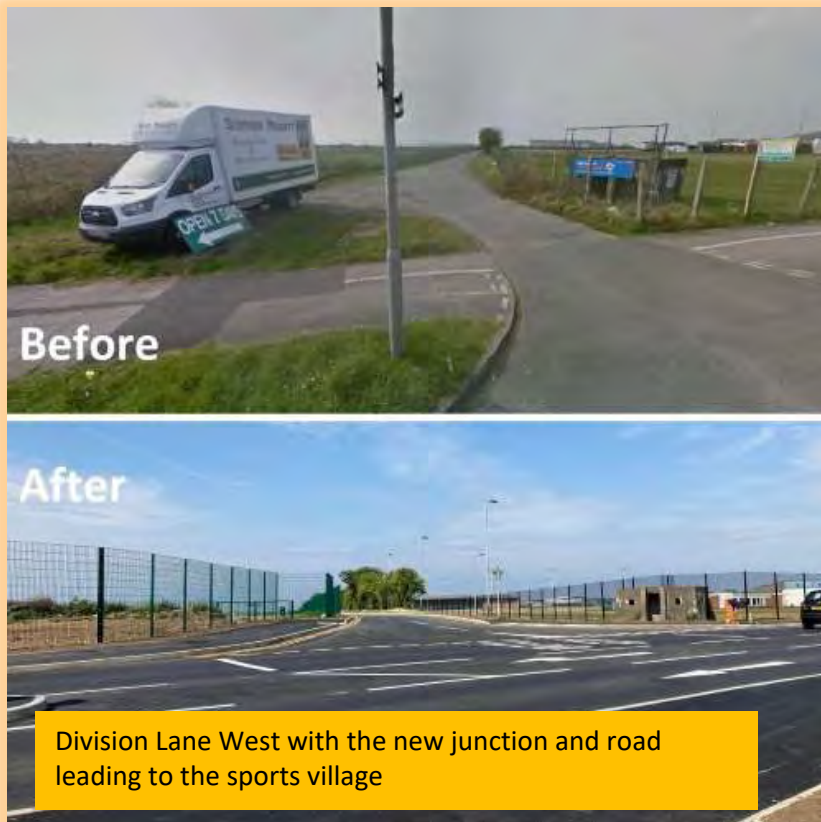 OPEN 7 DAYS
Before
After
Division Lane West with the new junction and road
leading to the sports village